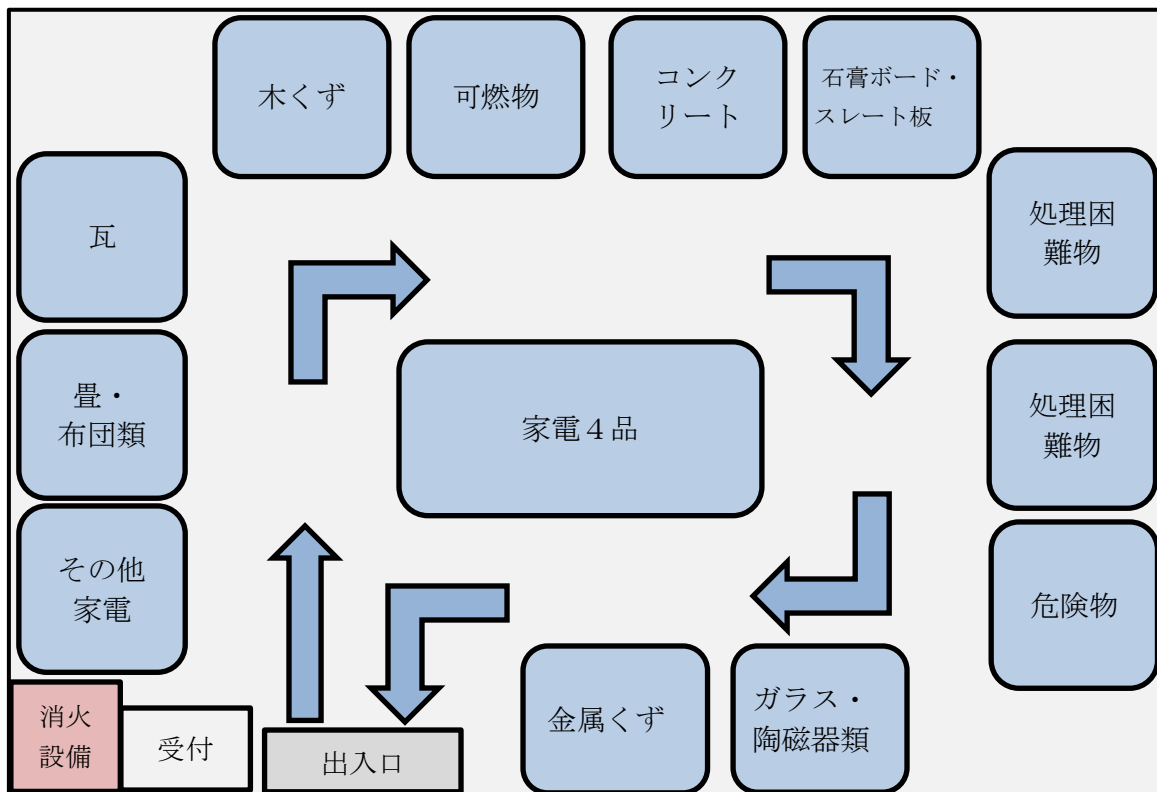 木くず
可燃物
コンク
リート
石膏ボード・
スレート板
瓦
処理困
難物
畳・
布団類
家電４品
処理困
難物
その他
家電
危険物
消火
設備
受付
出入口
金属くず
ガラス・
陶磁器類